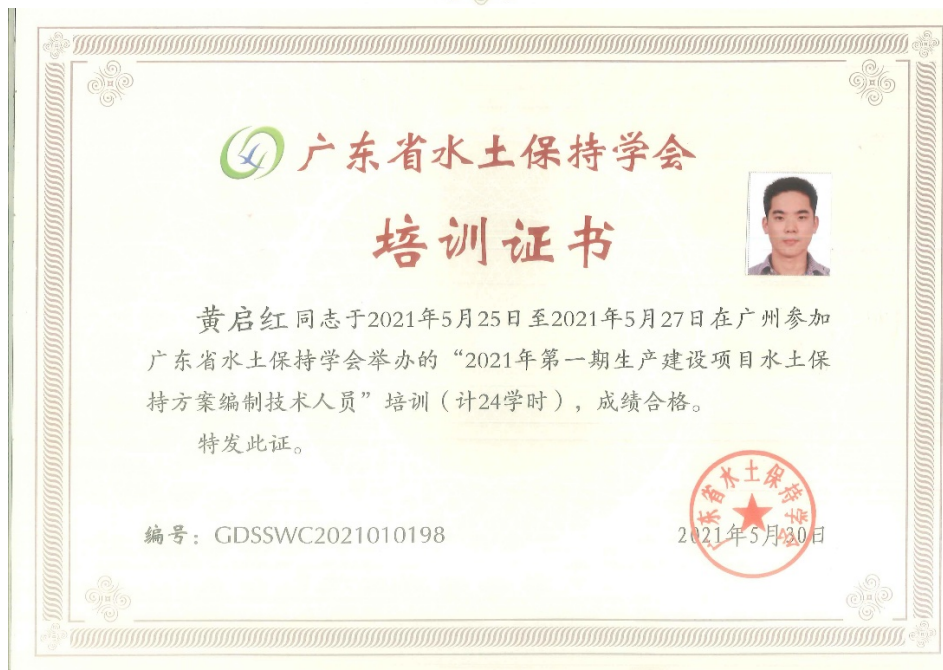 广东省水土保持学会
培训证书
黄启红同志于2021年5月25日至2021年5月27日在广州参加
广东省水土保持学会举办的“2021年第一期生产建设项目水土保
持方案编制技术人员”培训（计24学时），成绩合格。
特发此证。
广东省水土保持学会
编号：GDSSWC2021010198
2021年5月30日